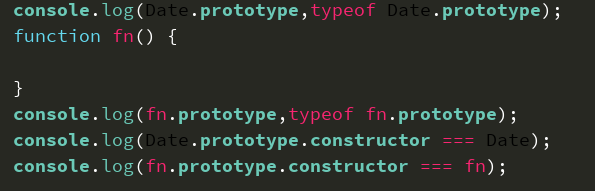 console.log(Date.prototype,typeof Date.prototype);
function fn() {
}
console.log(fn.prototype,typeof fn.prototype);
console.log(Date.prototype.constructor === Date);
console.log(fn.prototype.constructor === fn);